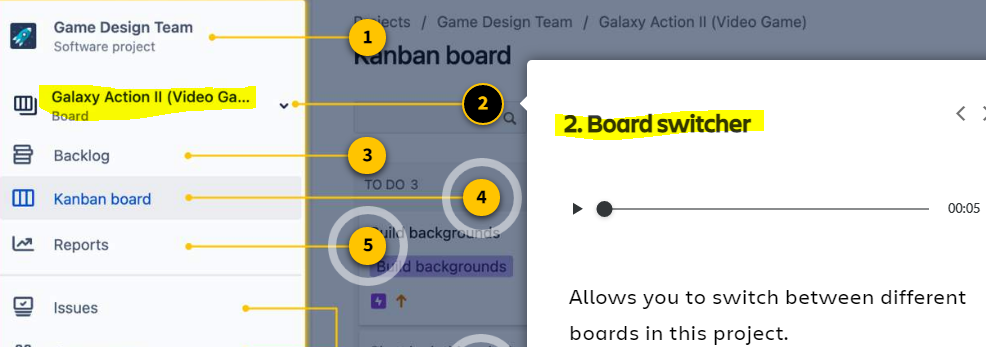 Game Design Team
Software project
1
Projects / Game Design Team / Galaxy Action II (Video Game)
Kanban board
Galaxy Action II (Video Ga...
Board
2
2. Board switcher
Backlog
3
TO DO 3
Kanban board
4
00:05
Reports
5
Build backgrounds
Build backgrounds
Issues
Allows you to switch between different
boards in this project.